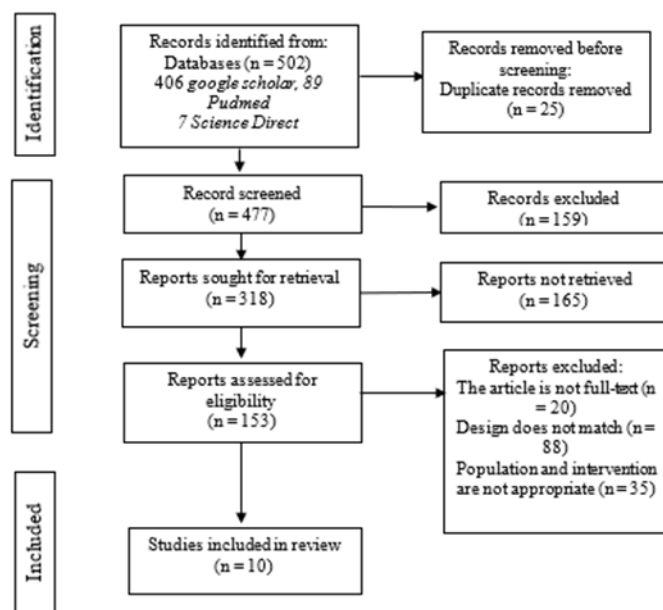 Identification
Records identified from:
Databases (n = 502)
406 google scholar, 89
Pudmed
7 Science Direct
Records removed before
screening:
Duplicate records removed
(n = 25)
Screening
Record screened
(n = 477)
Records excluded
(n = 159)
Reports sought for retrieval
(n = 318)
Reports not retrieved
(n = 165)
Reports assessed for
eligibility
(n = 153)
Reports excluded:
The article is not full-text (n
= 20)
Design does not match (n=
88)
Population and intervention
are not appropriate (n=35)
Included
Studies included in review
(n = 10)